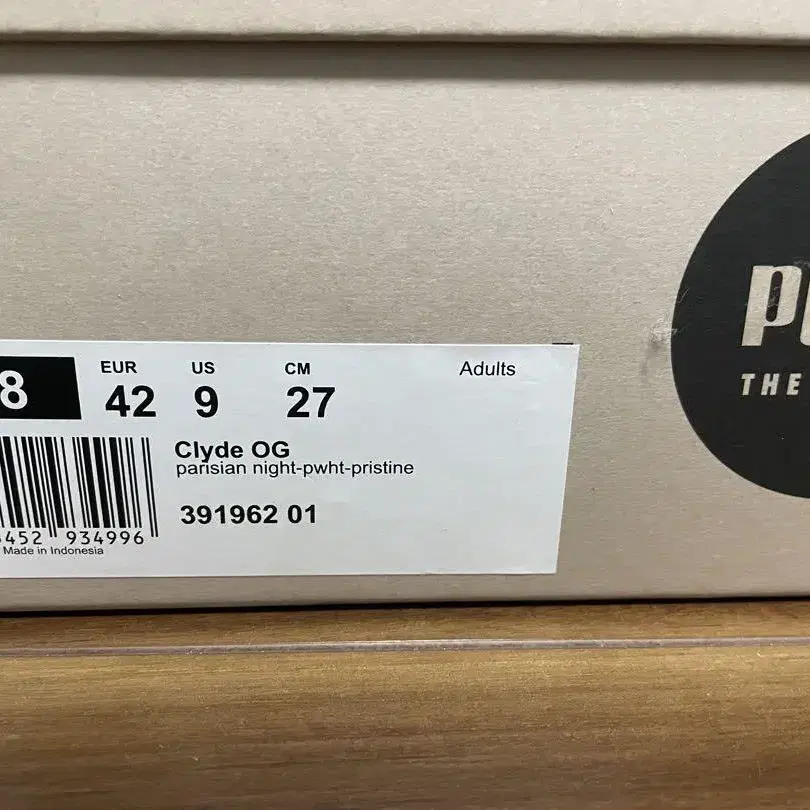 8
EUR
42
US
9
CM
27
Adults
Clyde OG
parisian night-pwht-pristine
391962 01
452 934996
Made in Indonesia
THE